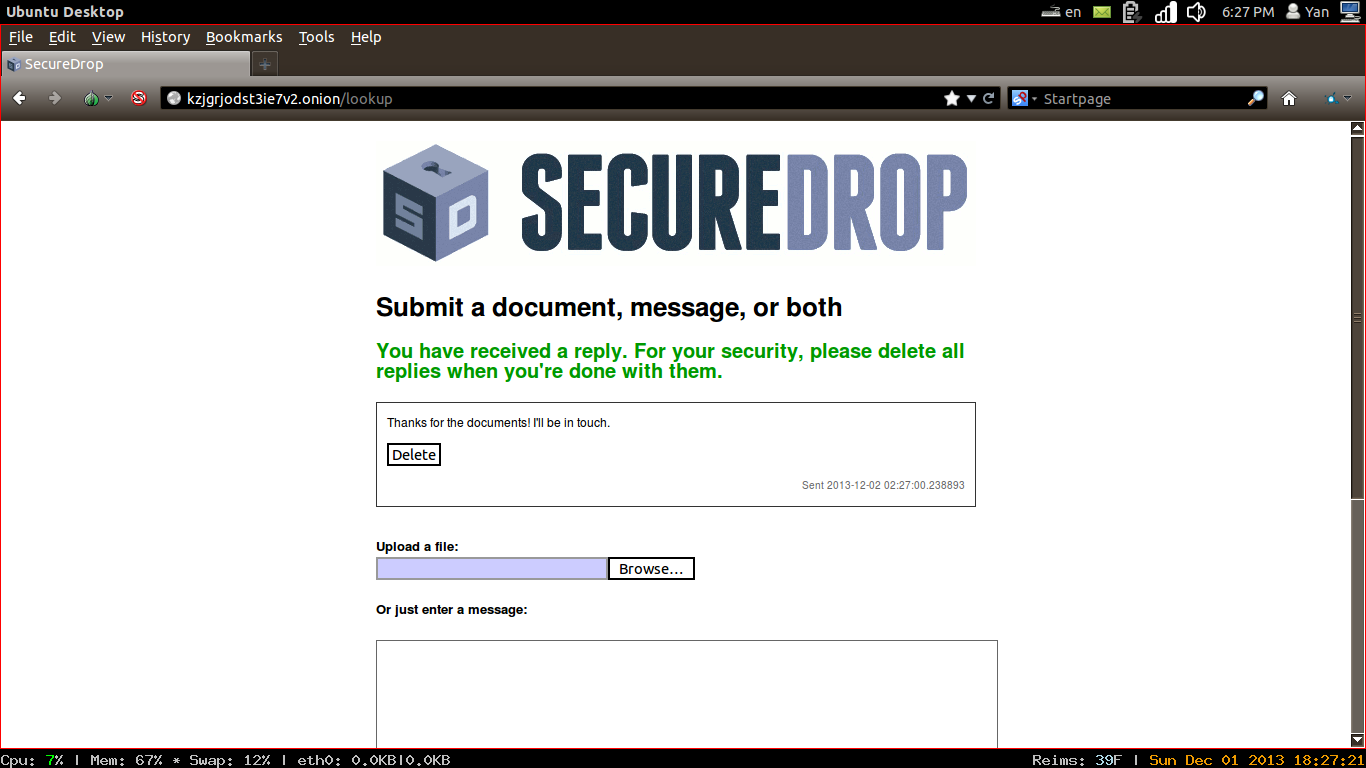 Ubuntu Desktop en 6:27 PM Yan
File Edit View History Bookmarks Tools Help
SecureDrop
kzjgrjodst3ie7v2.onion/lookup Startpage
SD SECUREDROP
Submit a document, message, or both
You have received a reply. For your security, please delete all
replies when you're done with them.
Thanks for the documents! I'll be in touch.
Delete
Sent 2013-12-02 02:27:00.238893
Upload a file:
Browse...
Or just enter a message:
Cpu: 7% | Mem: 67% * Swap: 12% | eth0: 0.0KB|0.0KB Reims: 39F | Sun Dec 01 2013 18:27:21